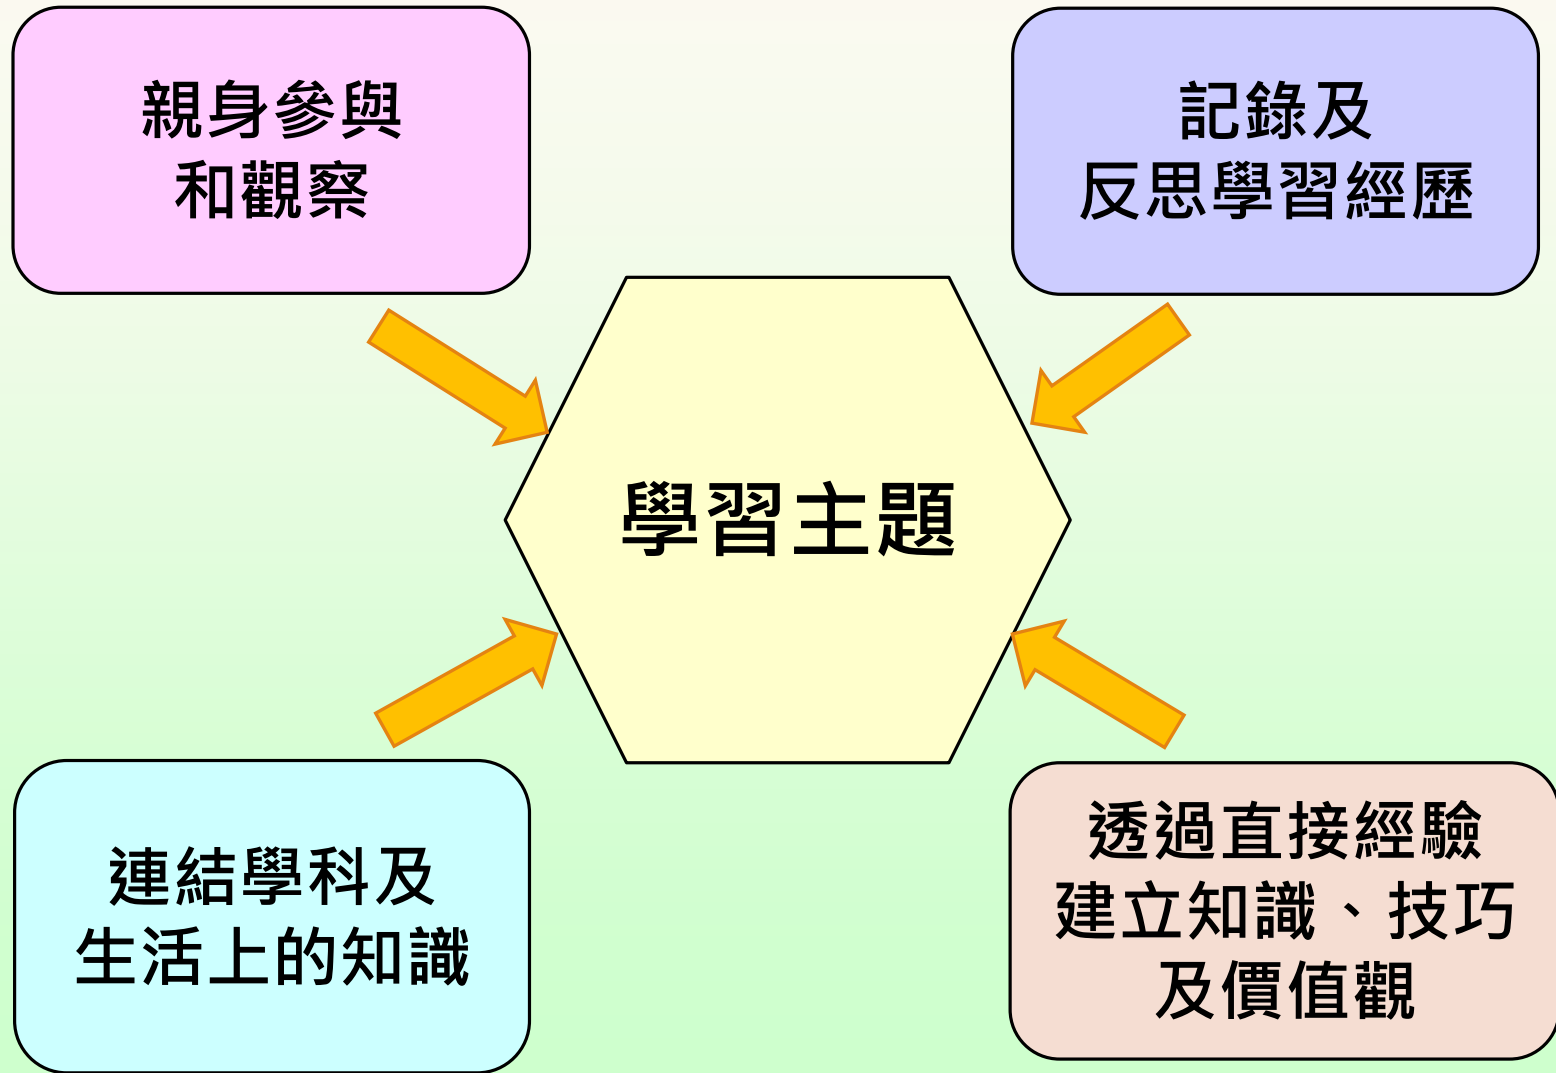 親身參與
和觀察
記錄及
反思學習經歷
學習主題
連結學科及
生活上的知識
透過直接經驗
建立知識、技巧
及價值觀